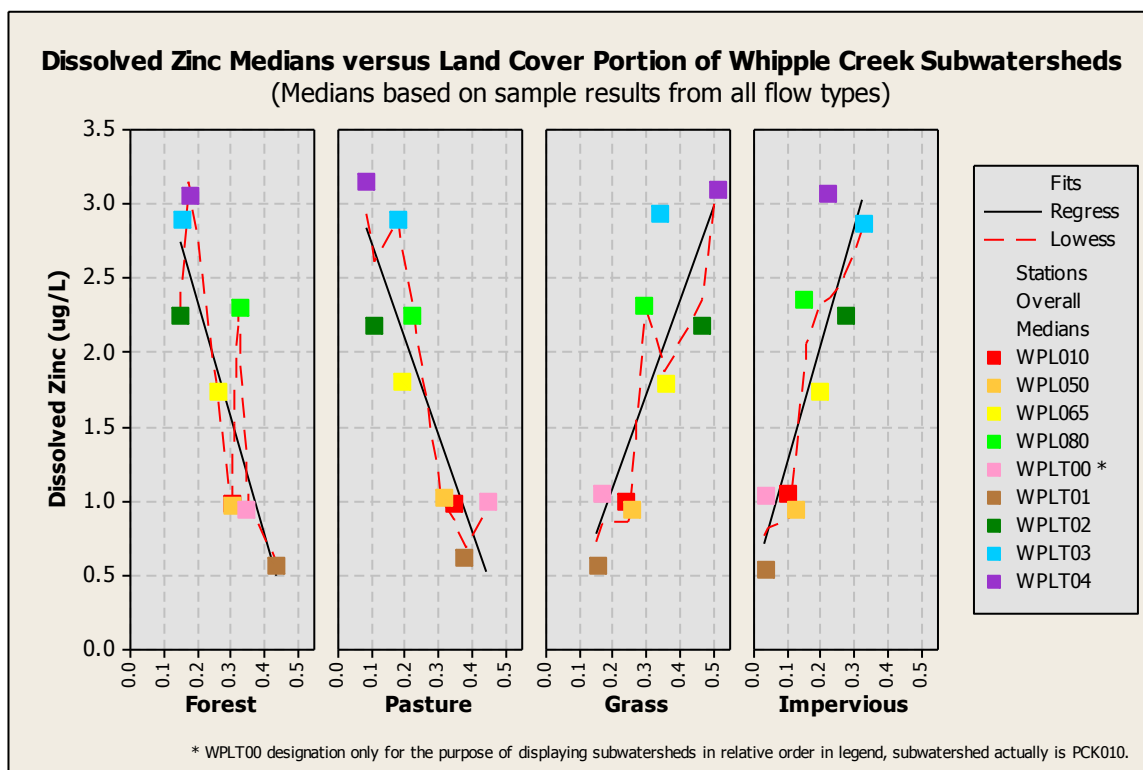 Dissolved Zinc Medians versus Land Cover Portion of Whipple Creek Subwatersheds
(Medians based on sample results from all flow types)
Dissolved Zinc (ug/L)
3.5
3.0
2.5
2.0
1.5
1.0
0.5
0.0
0.0 0.1 0.2 0.3 0.4 0.5
Forest
0.0 0.1 0.2 0.3 0.4 0.5
Pasture
0.0 0.1 0.2 0.3 0.4 0.5
Grass
0.0 0.1 0.2 0.3 0.4 0.5
Impervious
Fits
Regress
Lowess
Stations
Overall
Medians
WPL010
WPL050
WPL065
WPL080
WPLT00 *
WPLT01
WPLT02
WPLT03
WPLT04
* WPLT00 designation only for the purpose of displaying subwatersheds in relative order in legend, subwatershed actually is PCK010.